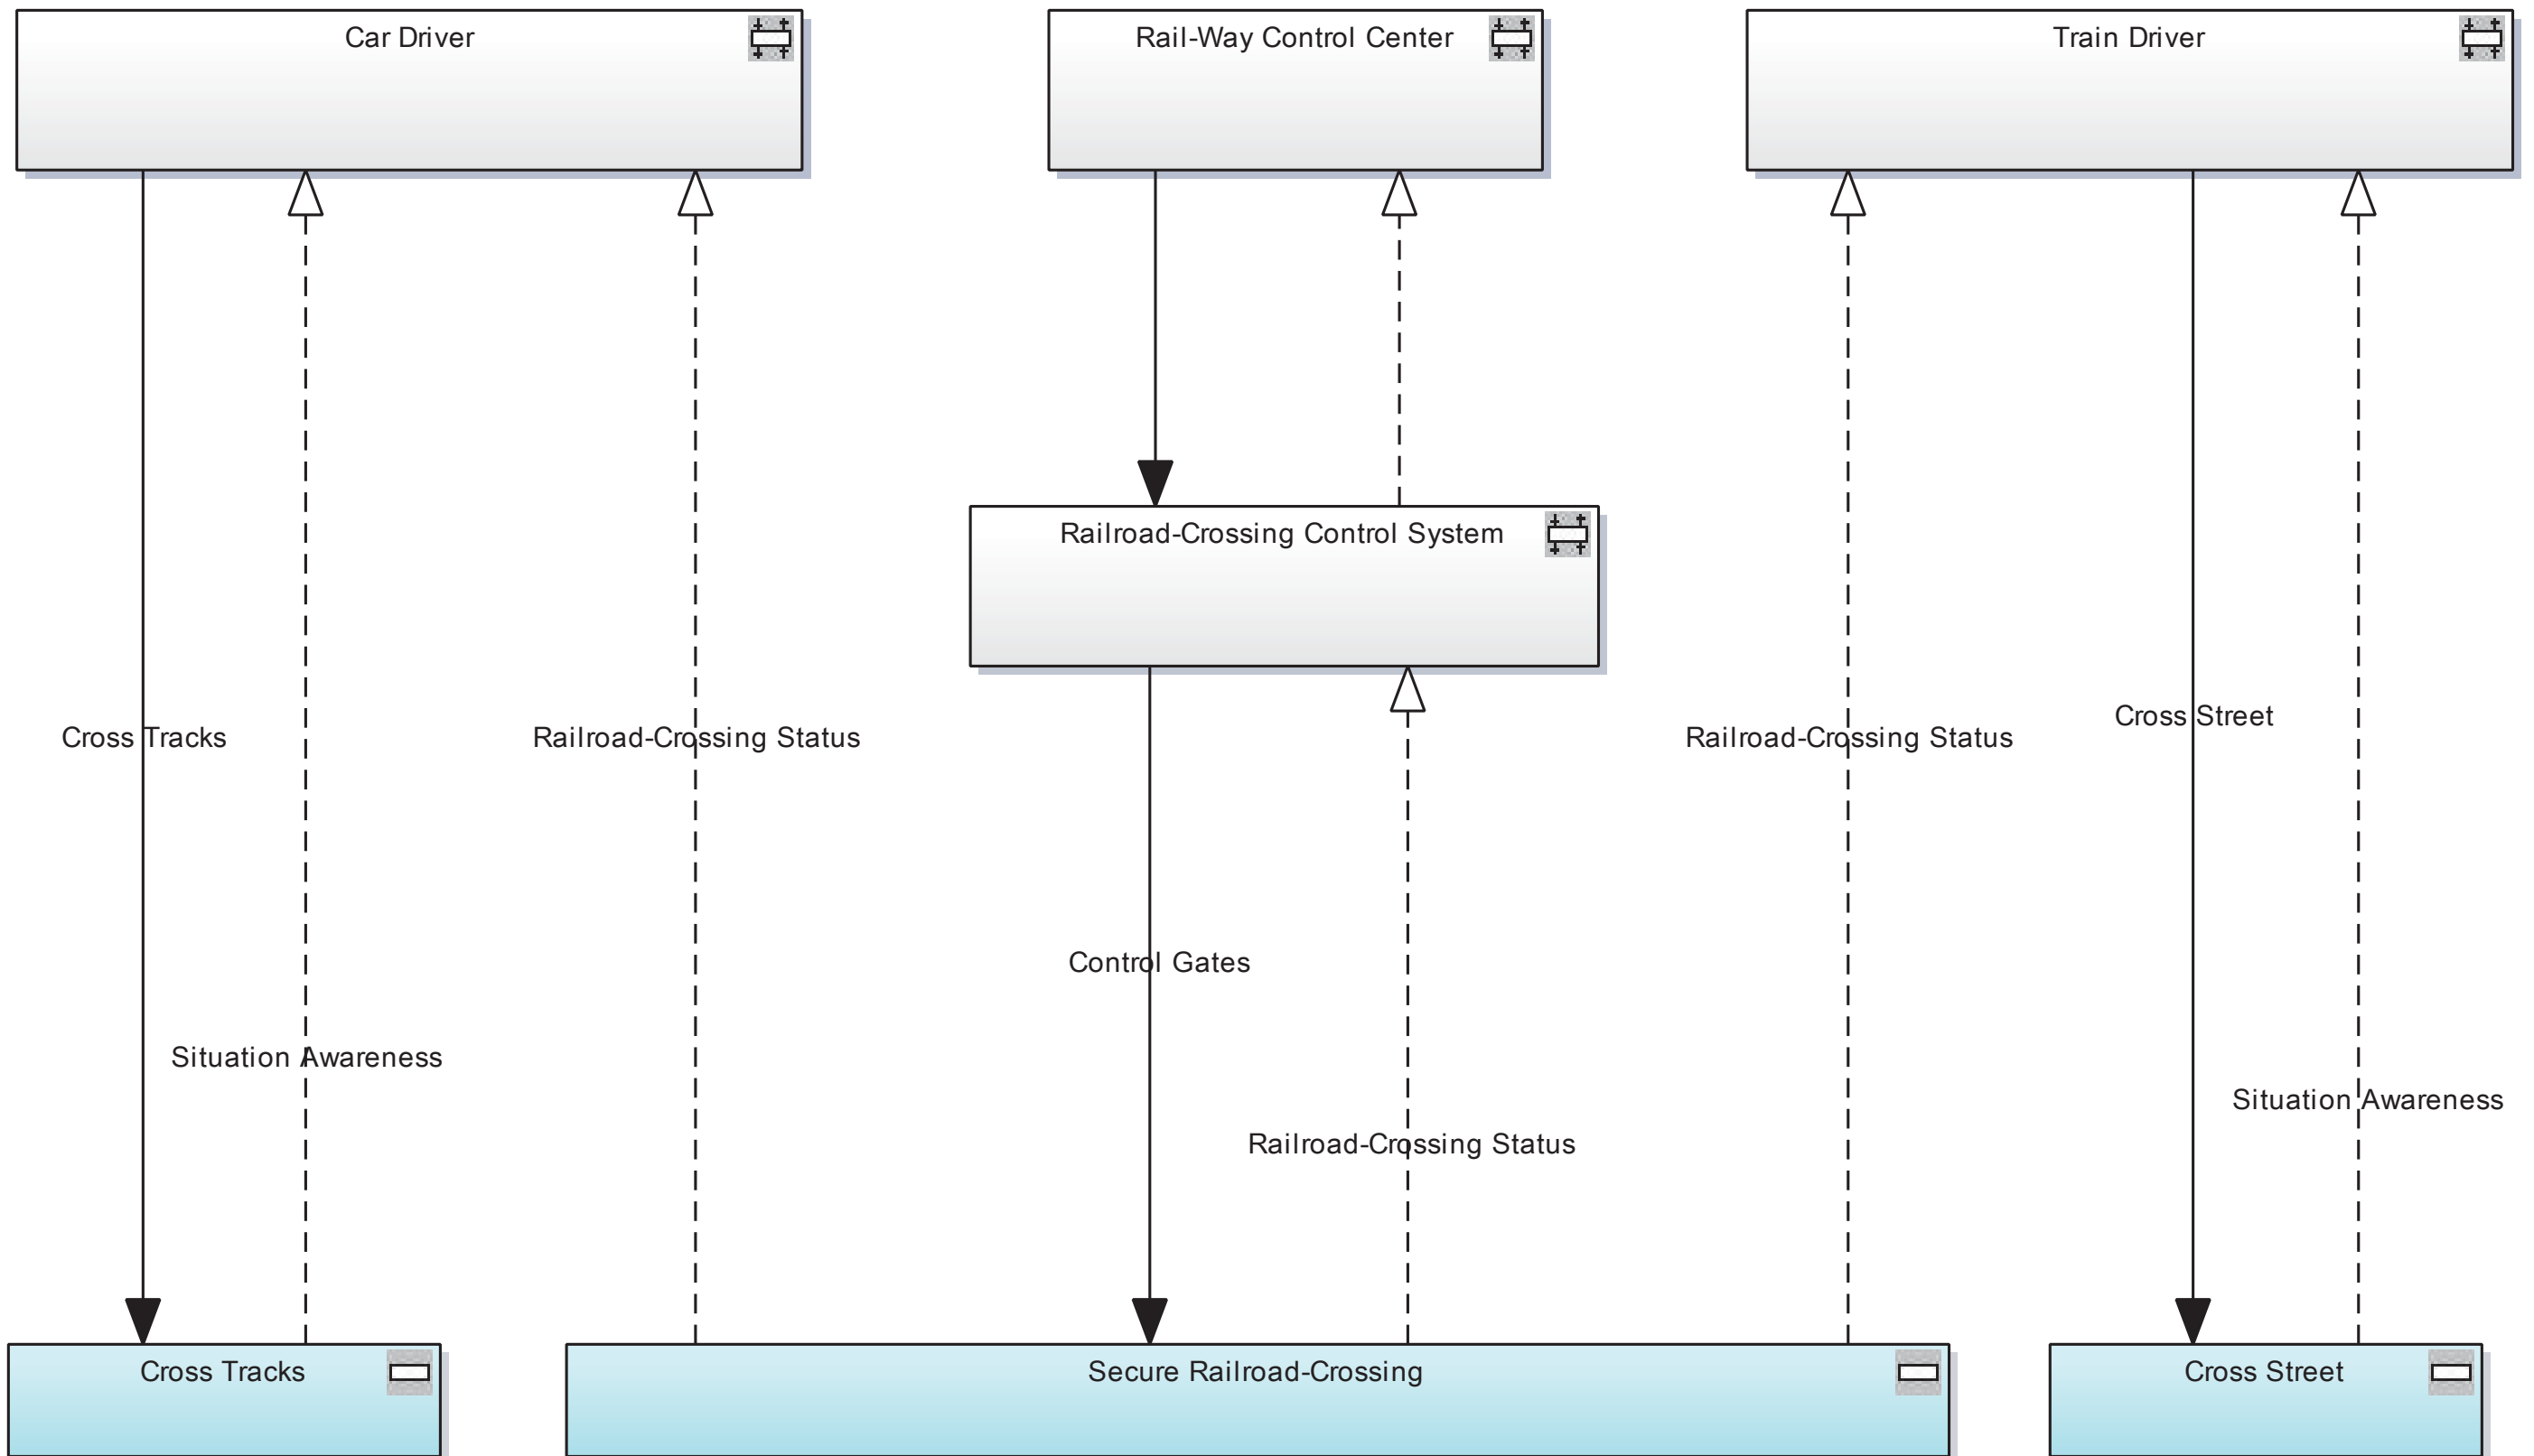 Car Driver
Rail-Way Control Center
Train Driver
Railroad-Crossing Control System
Cross Tracks
Railroad-Crossing Status
Railroad-Crossing Status
Cross Street
Control Gates
Situation Awareness
Situation Awareness
Railroad-Crossing Status
Cross Tracks
Secure Railroad-Crossing
Cross Street